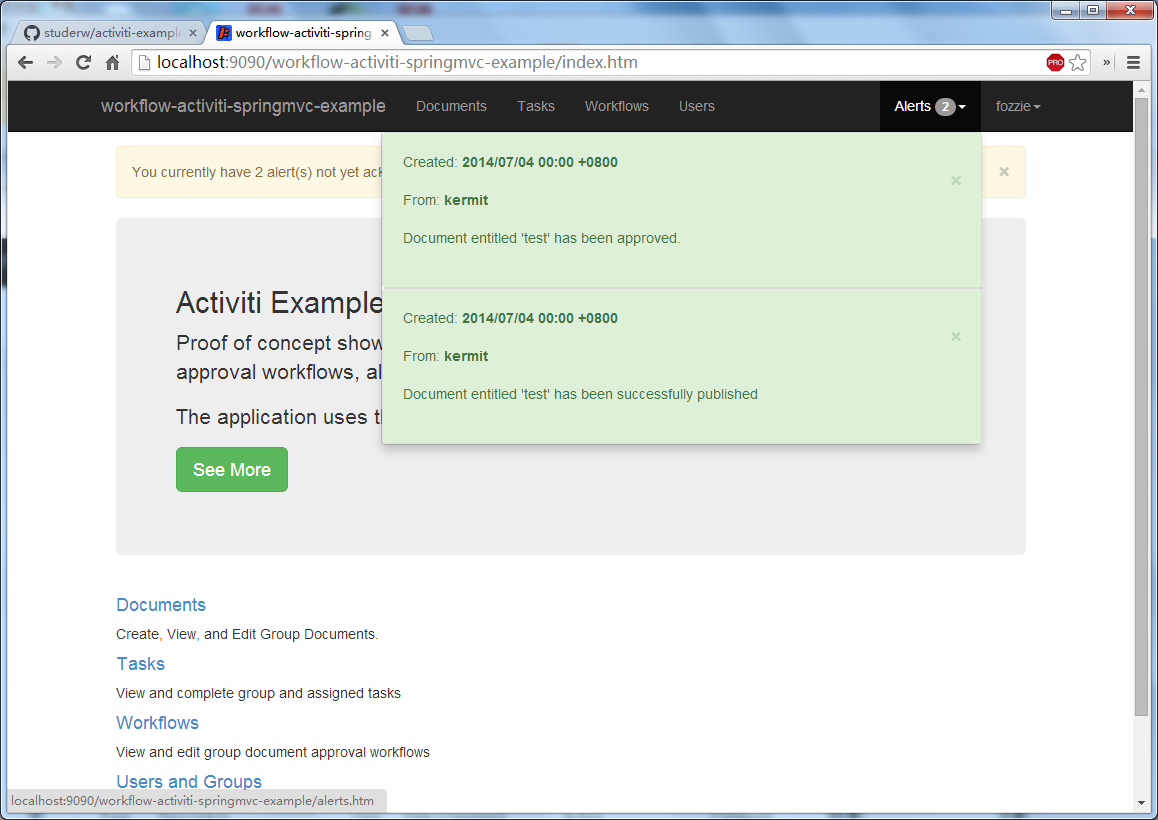 studerw/activiti-example
workflow-activiti-spring
localhost:9090/workflow-activiti-springmvc-example/index.htm
PRO
»
workflow-activiti-springmvc-example Documents Tasks Workflows Users Alerts 2 fozzie
You currently have 2 alert(s) not yet
Created: 2014/07/04 00:00 +0800
From: kermit
Document entitled 'test' has been approved.
Created: 2014/07/04 00:00 +0800
From: kermit
Document entitled 'test' has been successfully published
Activiti Example
Proof of concept
approval workflows,
The application uses
See More
Documents
Create, View, and Edit Group Documents.
Tasks
View and complete group and assigned tasks
Workflows
View and edit group document approval workflows
Users and Groups
localhost:9090/workflow-activiti-springmvc-example/alerts.htm